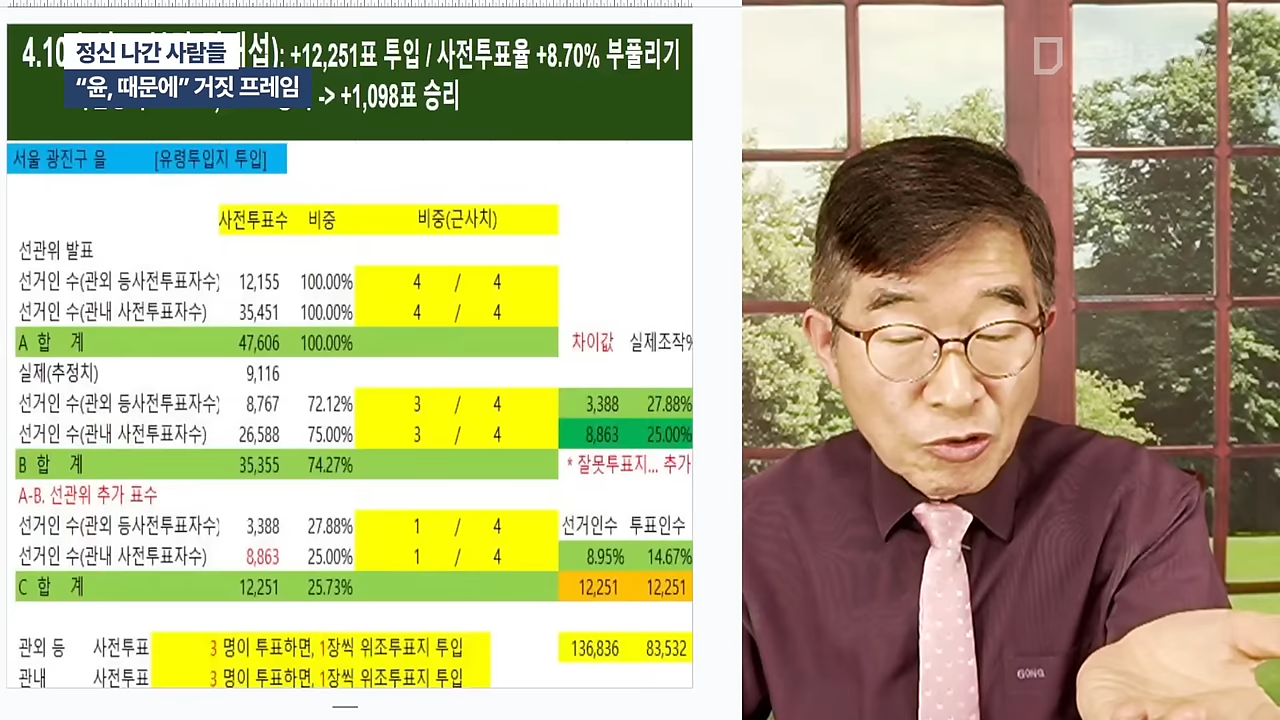 정신 나간 사람들
“윤, 때문에” 거짓 프레임
4.10 섭): +12,251표 투입 / 사전투표율 +8.70% 부풀리기
-> +1,098표 승리
서울 광진구 을 [유령투입지 투입]
사전투표수 비중 비중(근사치)
선관위 발표
선거인 수(관외 등사전투표자수) 12,155 100.00% 4 / 4
선거인 수(관내 사전투표자수) 35,451 100.00% 4 / 4
A 합 계 47,606 100.00% 차이값 실제조작%
실제(추정치) 9,116
선거인 수(관외 등사전투표자수) 8,767 72.12% 3 / 4 3,388 27.88%
선거인 수(관내 사전투표자수) 26,588 75.00% 3 / 4 8,863 25.00%
B 합 계 35,355 74.27% * 잘못투표지... 추가
A-B. 선관위 추가 표수
선거인 수(관외 등사전투표자수) 3,388 27.88% 1 / 4 선거인수 투표인수
선거인 수(관내 사전투표자수) 8,863 25.00% 1 / 4 8.95% 14.67%
C 합 계 12,251 25.73% 12,251 12,251
관외 등 사전투표 3 명이 투표하면, 1장씩 위조투표지 투입 136,836 83,532
관내 사전투표 3 명이 투표하면, 1장씩 위조투표지 투입
GONG